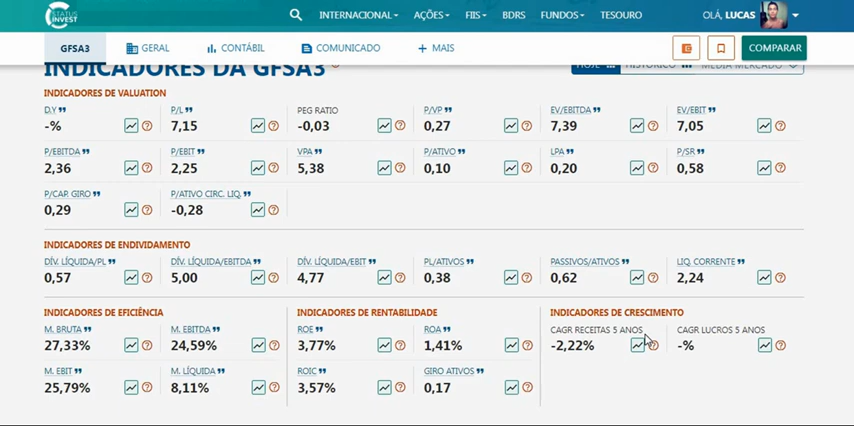 STATUS INVEST
INTERNACIONAL AÇÕES FIIS BDRS FUNDOS TESOURO OLÁ, LUCAS
GFSA3 GERAL CONTÁBIL COMUNICADO + MAIS COMPARAR
INDICADORES DA GFSA3 HOJE HISTÓRICO MÉDIA MERCADO
INDICADORES DE VALUATION
D.Y P/L PEG RATIO P/VP EV/EBITDA EV/EBIT
-% 7,15 -0,03 0,27 7,39 7,05
P/EBITDA P/EBIT VPA P/ATIVO LPA P/SR
2,36 2,25 5,38 0,10 0,20 0,58
P/CAP. GIRO P/ATIVO CIRC. LIQ.
0,29 -0,28
INDICADORES DE ENDIVIDAMENTO
DÍV. LÍQUIDA/PL DÍV. LÍQUIDA/EBITDA DÍV. LÍQUIDA/EBIT PL/ATIVOS PASSIVOS/ATIVOS LIQ. CORRENTE
0,57 5,00 4,77 0,38 0,62 2,24
INDICADORES DE EFICIÊNCIA INDICADORES DE RENTABILIDADE INDICADORES DE CRESCIMENTO
M. BRUTA M. EBITDA ROE ROA CAGR RECEITAS 5 ANOS CAGR LUCROS 5 ANOS
27,33% 24,59% 3,77% 1,41% -2,22% -%
M. EBIT M. LÍQUIDA ROIC GIRO ATIVOS
25,79% 8,11% 3,57% 0,17